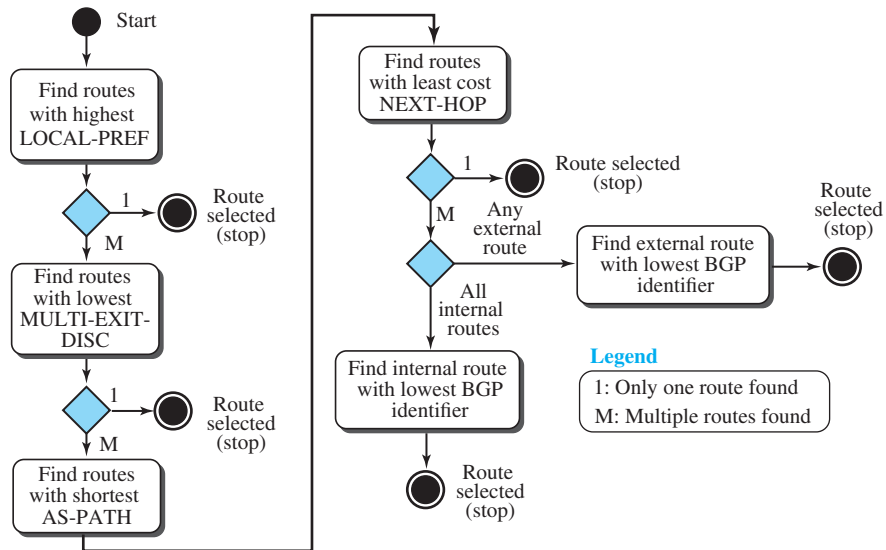 Start
Find routes
with highest
LOCAL-PREF
1
Route
selected
(stop)
M
Find routes
with lowest
MULTI-EXIT-
DISC
1
Route
selected
(stop)
M
Find routes
with shortest
AS-PATH
Find routes
with least cost
NEXT-HOP
1
Route selected
(stop)
M
Any
external
route
Find external route
with lowest BGP
identifier
Route
selected
(stop)
All
internal
routes
Find internal route
with lowest BGP
identifier
Route
selected
(stop)
Legend
1: Only one route found
M: Multiple routes found